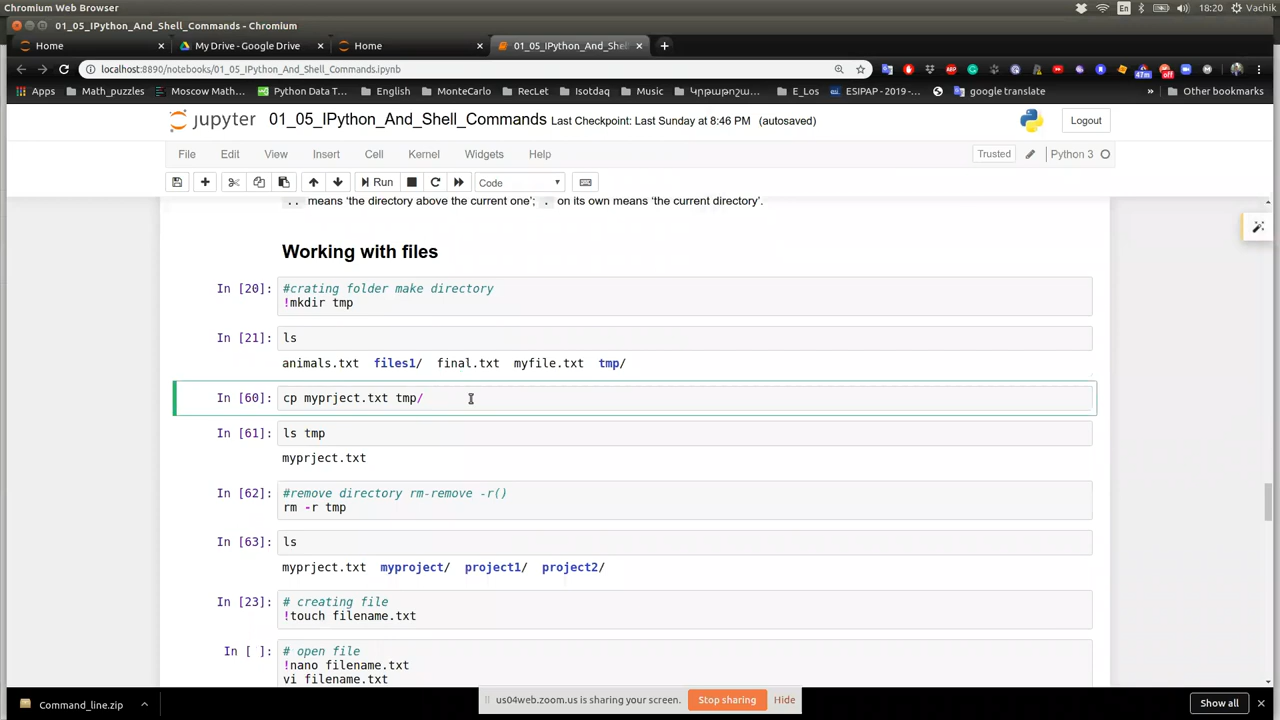 Chromium Web Browser
En
18:20
Vachik
01_05_IPython_And_Shell_Commands - Chromium
Home
My Drive - Google Drive
Home
01_05_IPython_And_Shel
localhost:8890/notebooks/01_05_IPython_And_Shell_Commands.ipynb
47m
off
Apps
Math_puzzles
Moscow Math...
Python Data T...
English
MonteCarlo
RecLet
Isotdaq
Music
E_Los
ESIPAP - 2019 -...
google translate
Other bookmarks
jupyter
01_05_IPython_And_Shell_Commands Last Checkpoint: Last Sunday at 8:46 PM (autosaved)
Logout
File Edit View Insert Cell Kernel Widgets Help
Trusted
Python 3
Run
Code
.. means ‘the directory above the current one’; . on its own means ‘the current directory’.
Working with files
In [20]: #crating folder make directory
!mkdir tmp
In [21]: ls
animals.txt files1/ final.txt myfile.txt tmp/
In [60]: cp myprject.txt tmp/
In [61]: ls tmp
myprject.txt
In [62]: #remove directory rm-remove -r()
rm -r tmp
In [63]: ls
myprject.txt myproject/ project1/ project2/
In [23]: # creating file
!touch filename.txt
In [ ]: # open file
!nano filename.txt
vi filename.txt
Command_line.zip
us04web.zoom.us is sharing your screen.
Stop sharing
Hide
Show all